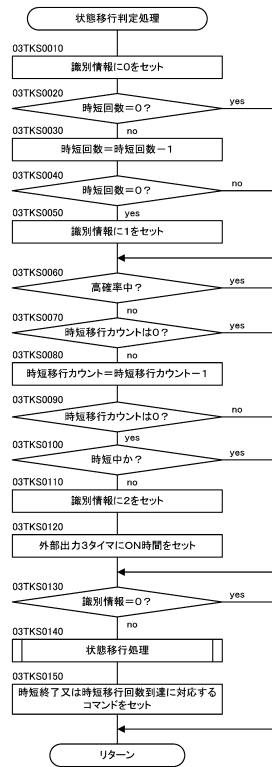 状態移行判定処理
03TKS0010
識別情報に0をセット
03TKS0020
時短回数=0?
yes
no
03TKS0030
時短回数=時短回数-1
03TKS0040
時短回数=0?
no
yes
03TKS0050
識別情報に1をセット
03TKS0060
高確率中?
yes
no
03TKS0070
時短移行カウントは0?
yes
no
03TKS0080
時短移行カウント=時短移行カウント-1
03TKS0090
時短移行カウントは0?
no
yes
03TKS0100
時短中か?
yes
no
03TKS0110
識別情報に2をセット
03TKS0120
外部出力3タイマにON時間をセット
03TKS0130
識別情報=0?
yes
no
03TKS0140
状態移行処理
03TKS0150
時短終了又は時短移行回数到達に対応する
コマンドをセット
リターン